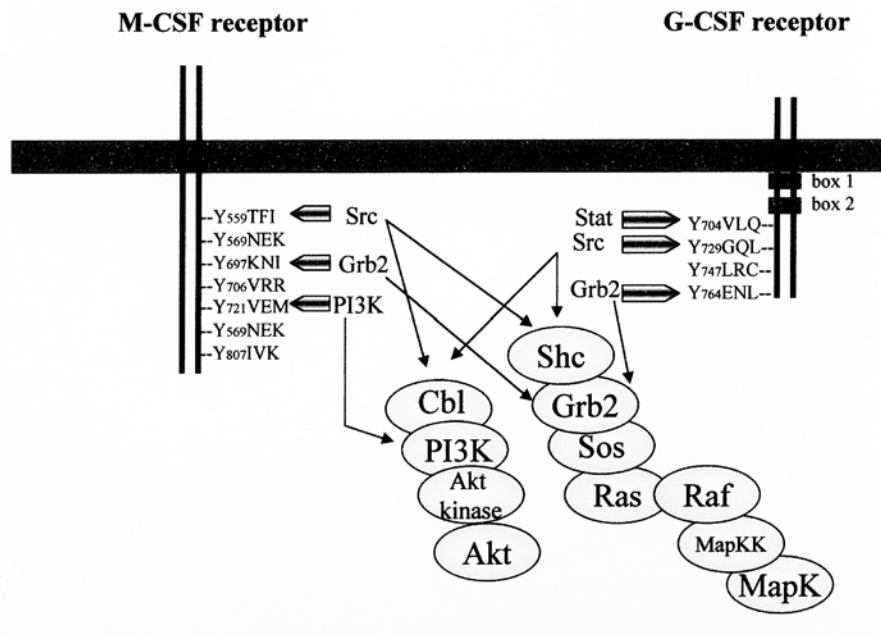 M-CSF receptor
G-CSF receptor
box 1
box 2
--Y559TFI
Src
--Y569NEK
--Y697KNI
Grb2
--Y706VRR
--Y721VEM
PI3K
--Y569NEK
--Y807IVK
Stat
Y704VLQ--
Src
Y729GQL--
Y747LRC--
Grb2
Y764ENL--
Shc
Cbl
Grb2
PI3K
Sos
Akt
kinase
Ras
Raf
Akt
MapKK
MapK